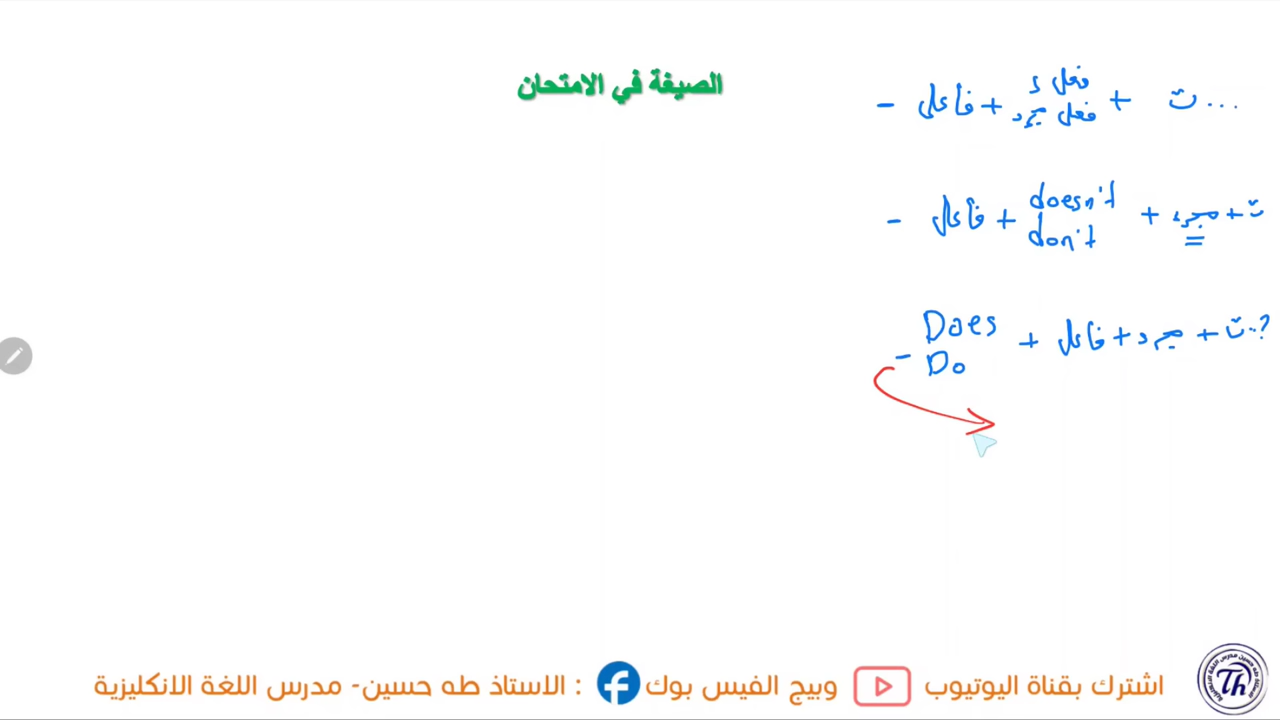 الصيغة في الامتحان
- فاعل + فعل s / فعل مجرد + ت ...
- فاعل + doesn't / don't + مجرد + ت
- Does / Do + فاعل + مجرد + ت ..?
اشترك بقناة اليوتيوب وبيج الفيس بوك : الاستاذ طه حسين- مدرس اللغة الانكليزية
Th